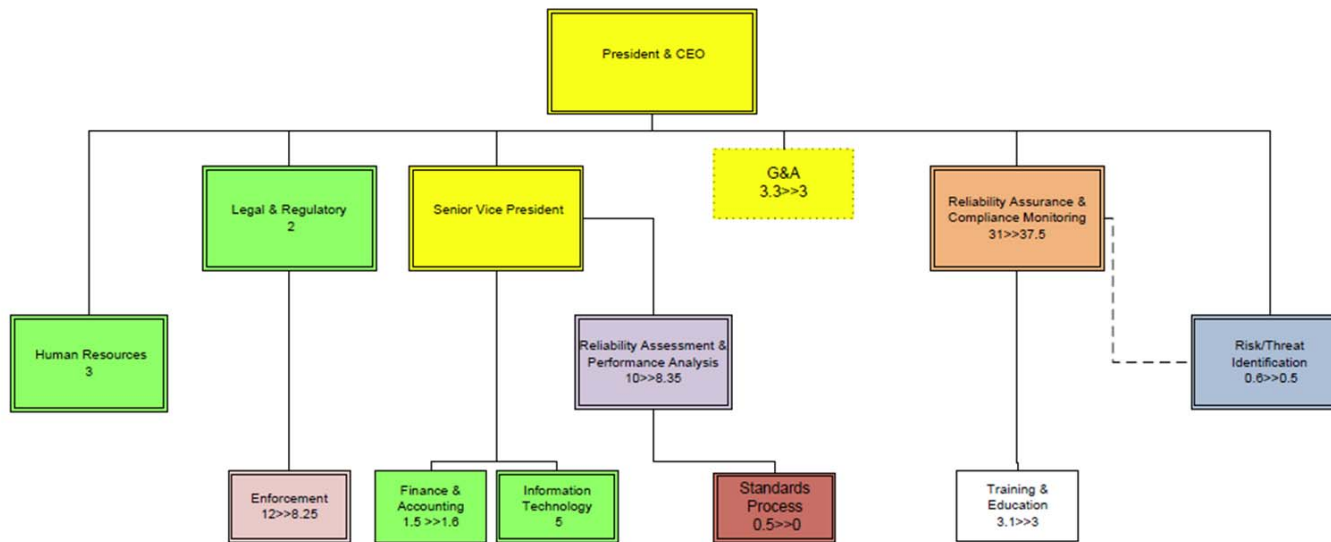 President & CEO
G&A
3.3>>3
Legal & Regulatory
2
Senior Vice President
Reliability Assurance &
Compliance Monitoring
31>>37.5
Human Resources
3
Reliability Assessment &
Performance Analysis
10>>8.35
Risk/Threat
Identification
0.6>>0.5
Enforcement
12>>8.25
Finance &
Accounting
1.5 >>1.6
Information
Technology
5
Standards
Process
0.5>>0
Training &
Education
3.1>>3